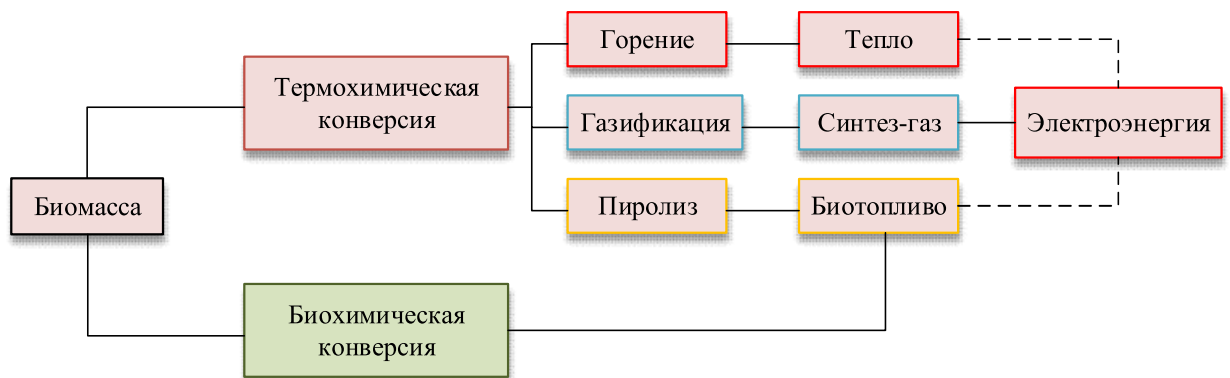 Горение
Тепло
Термохимическая
конверсия
Газификация
Синтез-газ
Электроэнергия
Биомасса
Пиролиз
Биотопливо
Биохимическая
конверсия